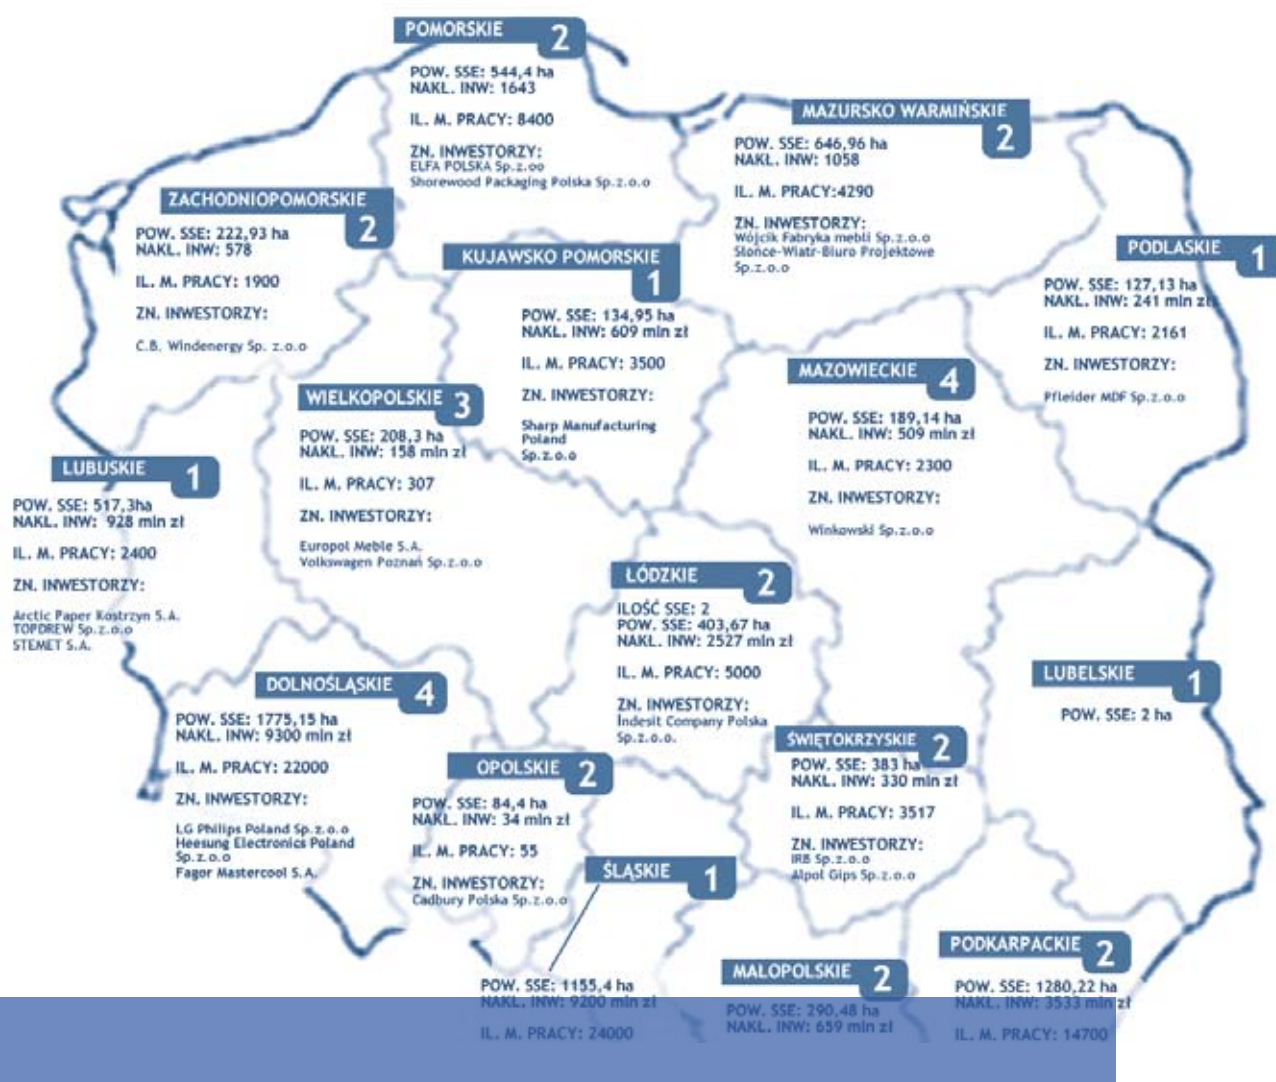 POMORSKIE 2
POW. SSE: 544,4 ha
NAKL. INW: 1643
IL. M. PRACY: 8400
ZN. INWESTORZY:
ELFA POLSKA Sp.z.oo
Shorewood Packaging Polska Sp.z.o.o
MAZURSKO WARMIŃSKIE 2
POW. SSE: 646,96 ha
NAKL. INW: 1058
IL. M. PRACY:4290
ZN. INWESTORZY:
Wójcik Fabryka mebli Sp.z.o.o
Słońce-Wiatr-Biuro Projektowe
Sp.z.o.o
ZACHODNIOPOMORSKIE 2
POW. SSE: 222,93 ha
NAKL. INW: 578
IL. M. PRACY: 1900
ZN. INWESTORZY:
C.B. Windenergy Sp. z.o.o
KUJAWSKO POMORSKIE 1
POW. SSE: 134,95 ha
NAKL. INW: 609 mln zł
IL. M. PRACY: 3500
ZN. INWESTORZY:
Sharp Manufacturing
Poland
Sp.z.o.o
PODLASKIE 1
POW. SSE: 127,13 ha
NAKL. INW: 241 mln zł
IL. M. PRACY: 2161
ZN. INWESTORZY:
Pfleider MDF Sp.z.o.o
WIELKOPOLSKIE 3
POW. SSE: 208,3 ha
NAKL. INW: 158 mln zł
IL. M. PRACY: 307
ZN. INWESTORZY:
Europol Meble S.A.
Volkswagen Poznań Sp.z.o.o
MAZOWIECKIE 4
POW. SSE: 189,14 ha
NAKL. INW: 509 mln zł
IL. M. PRACY: 2300
ZN. INWESTORZY:
Winkowski Sp.z.o.o
LUBUSKIE 1
POW. SSE: 517,3ha
NAKL. INW: 928 mln zł
IL. M. PRACY: 2400
ZN. INWESTORZY:
Arctic Paper Kostrzyn S.A.
TOPDREW Sp.z.o.o
STEMET S.A.
ŁÓDZKIE 2
ILOŚĆ SSE: 2
POW. SSE: 403,67 ha
NAKL. INW: 2527 mln zł
IL. M. PRACY: 5000
ZN. INWESTORZY:
Indesit Company Polska
Sp.z.o.o.
LUBELSKIE 1
POW. SSE: 2 ha
DOLNOŚLĄSKIE 4
POW. SSE: 1775,15 ha
NAKL. INW: 9300 mln zł
IL. M. PRACY: 22000
ZN. INWESTORZY:
LG Philips Poland Sp.z.o.o
Heesung Electronics Poland
Sp.z.o.o
Fagor Mastercool S.A.
OPOLSKIE 2
POW. SSE: 84,4 ha
NAKL. INW: 34 mln zł
IL. M. PRACY: 55
ZN. INWESTORZY:
Cadbury Polska Sp.z.o.o
ŚWIĘTOKRZYSKIE 2
POW. SSE: 383 ha
NAKL. INW: 330 mln zł
IL. M. PRACY: 3517
ZN. INWESTORZY:
IRB Sp.z.o.o
Alpol Gips Sp.z.o.o
ŚLĄSKIE 1
POW. SSE: 1155,4 ha
NAKL. INW: 9200 mln zł
IL. M. PRACY: 24000
MALOPOLSKIE 2
POW. SSE: 290,48 ha
NAKL. INW: 659 mln zł
PODKARPACKIE 2
POW. SSE: 1280,22 ha
NAKL. INW: 3533 mln zł
IL. M. PRACY: 14700